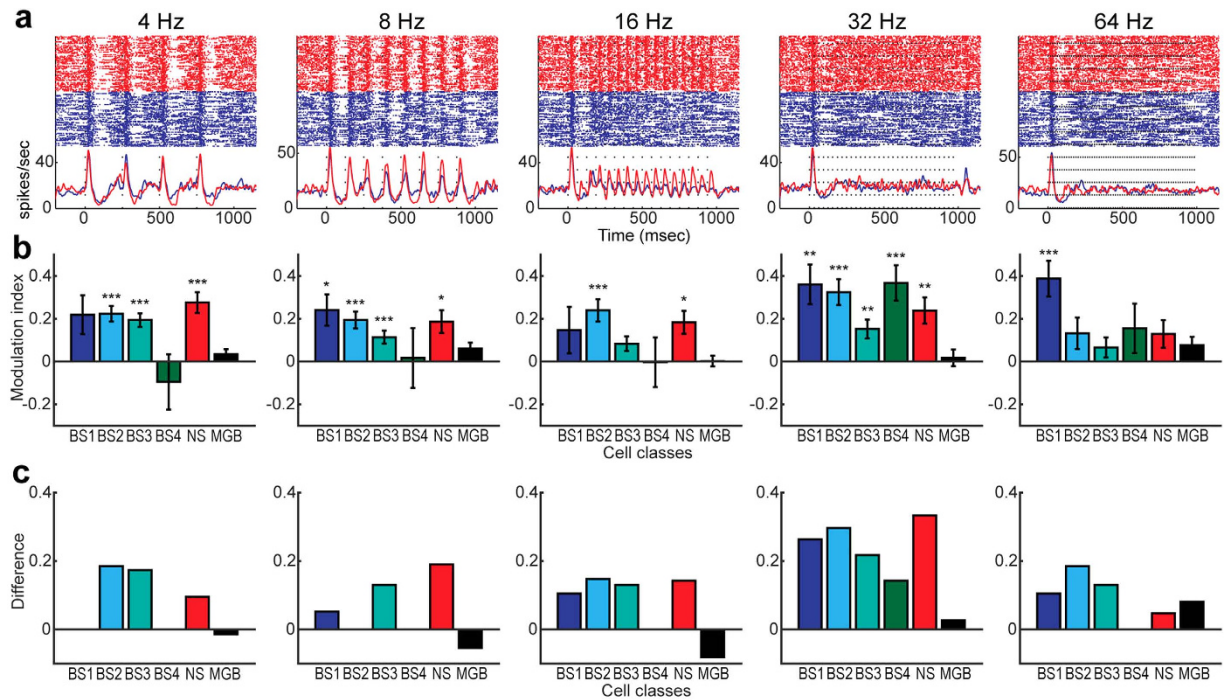 a 4 Hz 8 Hz 16 Hz 32 Hz 64 Hz
spikes/sec
40 50 40 40 50
0 0 0 0 0
0 500 1000 0 500 1000 0 500 1000 0 500 1000 0 500 1000
Time (msec)
b
Modulation index
*** *** *** * *** *** * *** * ** *** ** *** ** ***
0.4 0.4 0.4 0.4 0.4
0.2 0.2 0.2 0.2 0.2
0 0 0 0 0
-0.2 -0.2 -0.2 -0.2 -0.2
BS1 BS2 BS3 BS4 NS MGB BS1 BS2 BS3 BS4 NS MGB BS1 BS2 BS3 BS4 NS MGB BS1 BS2 BS3 BS4 NS MGB BS1 BS2 BS3 BS4 NS MGB
Cell classes
c
Difference
0.4 0.4 0.4 0.4 0.4
0.2 0.2 0.2 0.2 0.2
0 0 0 0 0
BS1 BS2 BS3 BS4 NS MGB BS1 BS2 BS3 BS4 NS MGB BS1 BS2 BS3 BS4 NS MGB BS1 BS2 BS3 BS4 NS MGB BS1 BS2 BS3 BS4 NS MGB
Cell classes